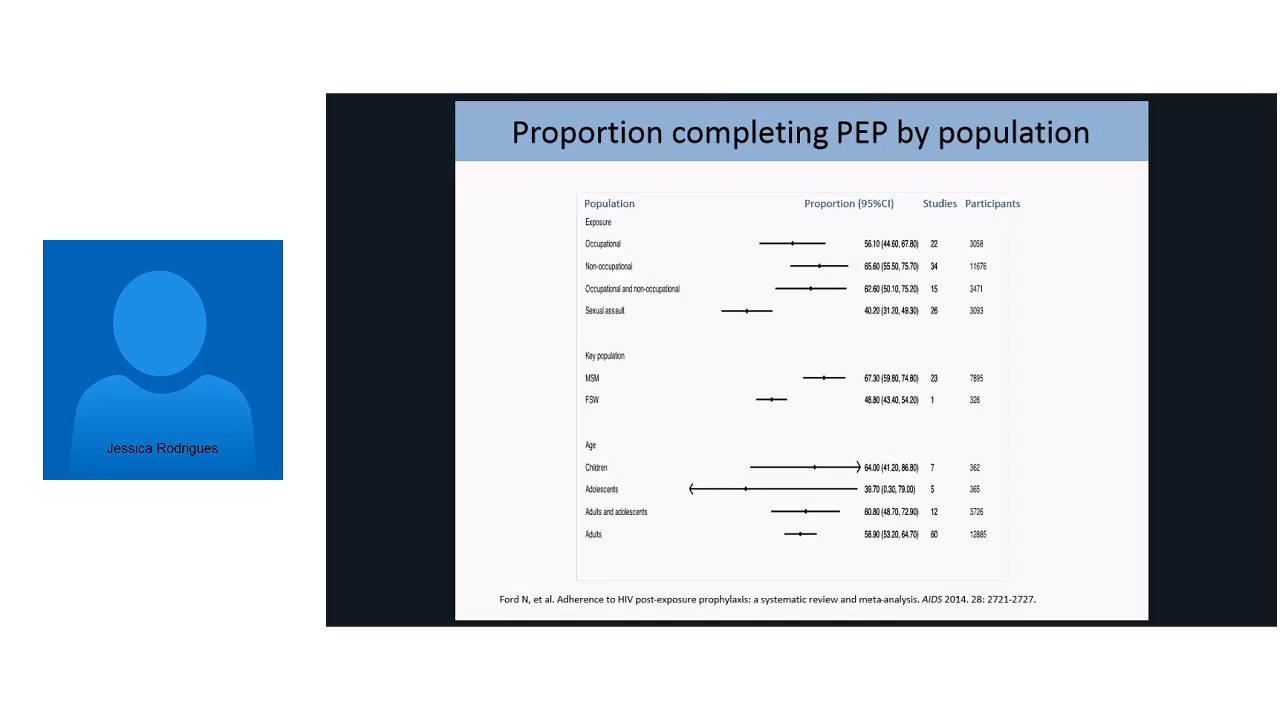 Proportion completing PEP by population
Population Proportion (95%CI) Studies Participants
Exposure
Occupational 56.10 (44.60, 67.80) 22 3058
Non-occupational 65.60 (55.50, 75.70) 34 11676
Occupational and non-occupational 62.60 (50.10, 75.20) 15 3471
Sexual assault 40.20 (31.20, 49.30) 26 3093
Key population
MSM 67.30 (59.80, 74.80) 23 7895
FSW 48.80 (43.40, 54.20) 1 326
Age
Children 64.00 (41.20, 86.80) 7 362
Adolescents 39.70 (0.30, 79.00) 5 365
Adults and adolescents 60.80 (48.70, 72.90) 12 3726
Adults 58.90 (53.20, 64.70) 60 12885
Ford N, et al. Adherence to HIV post-exposure prophylaxis: a systematic review and meta-analysis. AIDS 2014. 28: 2721-2727.
Jessica Rodrigues